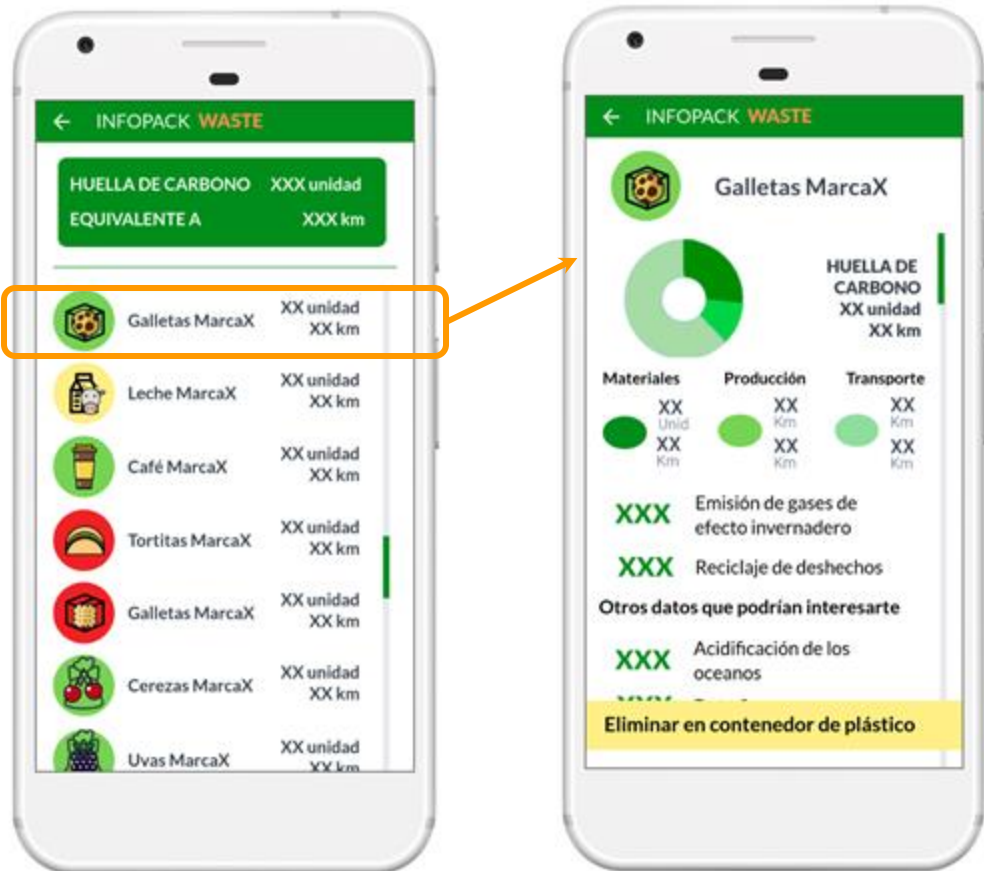 INFOPACK WASTE
HUELLA DE CARBONO XXX unidad
EQUIVALENTE A XXX km
Galletas MarcaX
XX unidad
XX km
Leche MarcaX
XX unidad
XX km
Café MarcaX
XX unidad
XX km
Tortitas MarcaX
XX unidad
XX km
Galletas MarcaX
XX unidad
XX km
Cerezas MarcaX
XX unidad
XX km
Uvas MarcaX
XX unidad
XX km
INFOPACK WASTE
Galletas MarcaX
HUELLA DE
CARBONO
XX unidad
XX km
Materiales
XX
Unid
XX
Km
Producción
XX
Km
XX
Km
Transporte
XX
Km
XX
Km
XXX Emisión de gases de
efecto invernadero
XXX Reciclaje de deshechos
Otros datos que podrían interesarte
XXX Acidificación de los
oceanos
Eliminar en contenedor de plástico